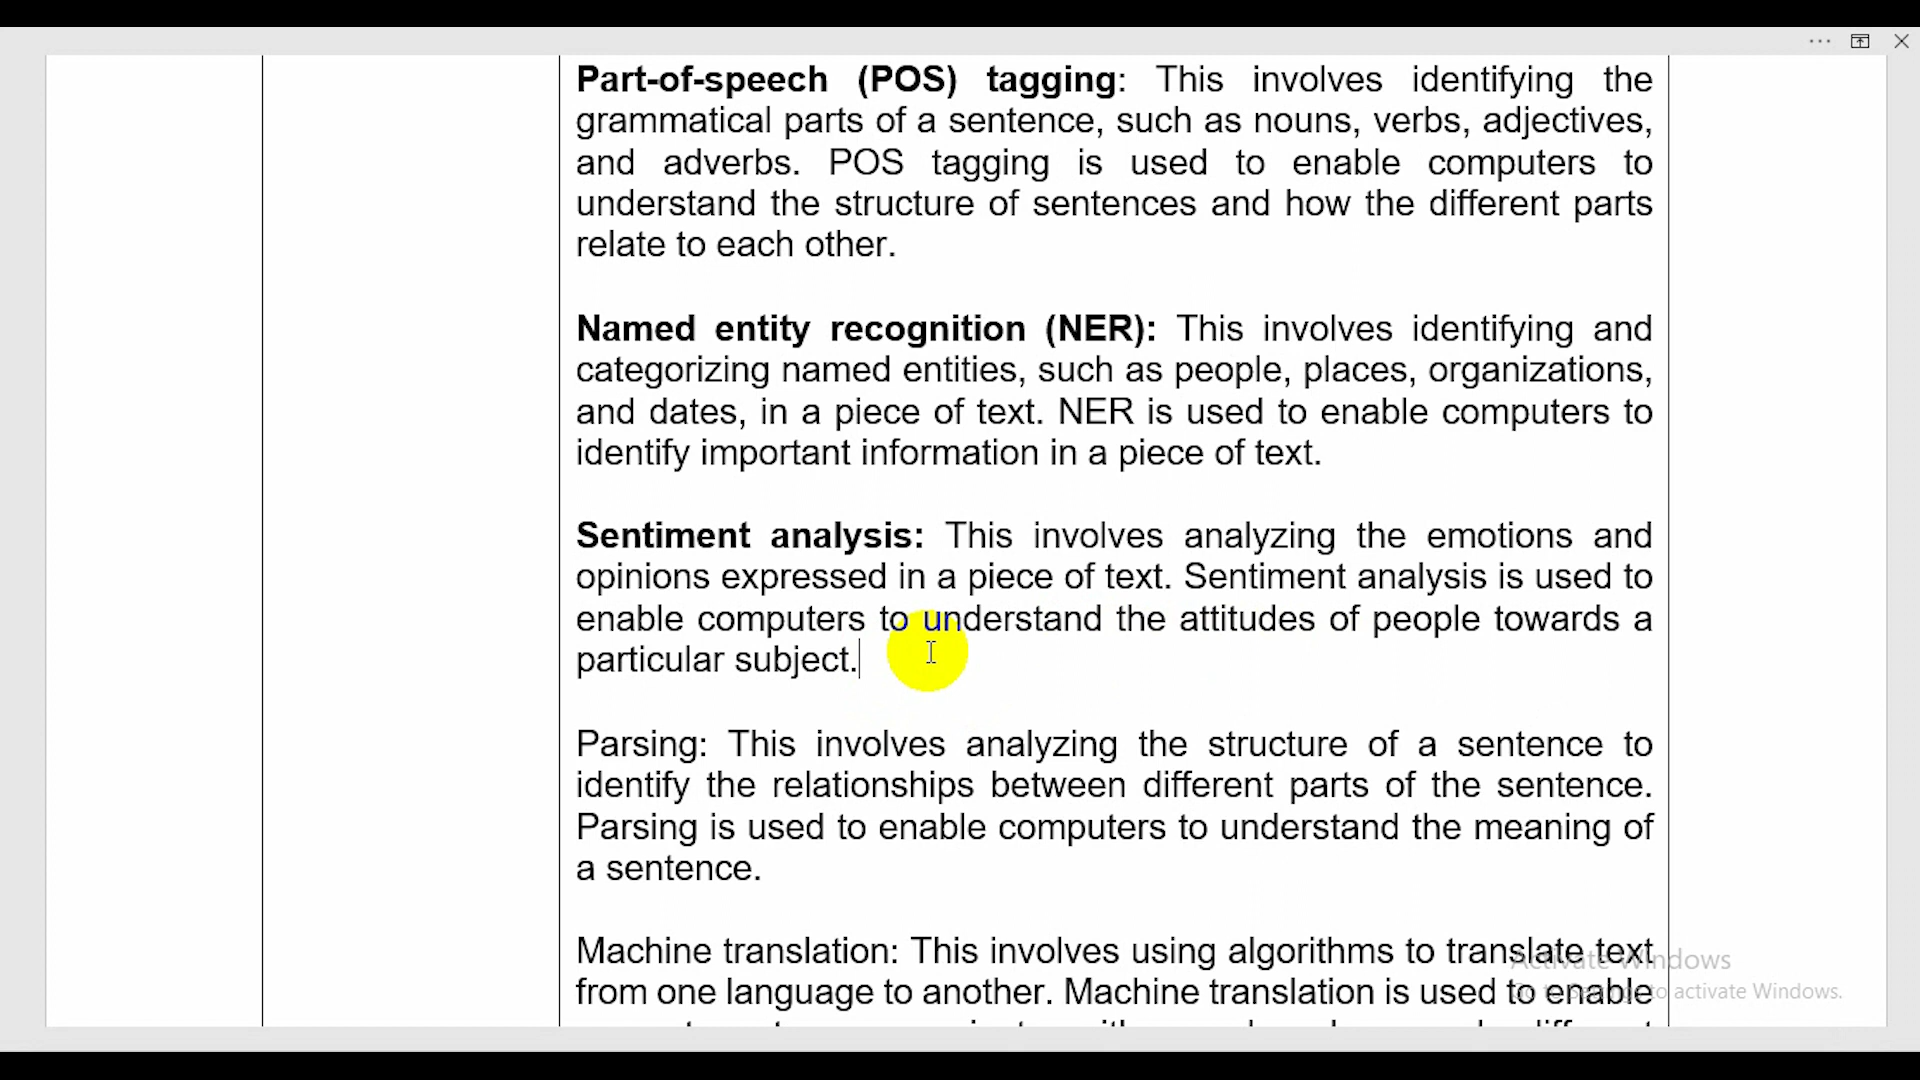 Part-of-speech (POS) tagging: This involves identifying the
grammatical parts of a sentence, such as nouns, verbs, adjectives,
and adverbs. POS tagging is used to enable computers to
understand the structure of sentences and how the different parts
relate to each other.
Named entity recognition (NER): This involves identifying and
categorizing named entities, such as people, places, organizations,
and dates, in a piece of text. NER is used to enable computers to
identify important information in a piece of text.
Sentiment analysis: This involves analyzing the emotions and
opinions expressed in a piece of text. Sentiment analysis is used to
enable computers to understand the attitudes of people towards a
particular subject.
Parsing: This involves analyzing the structure of a sentence to
identify the relationships between different parts of the sentence.
Parsing is used to enable computers to understand the meaning of
a sentence.
Machine translation: This involves using algorithms to translate text
from one language to another. Machine translation is used to enable
Activate Windows
Go to Settings to activate Windows.